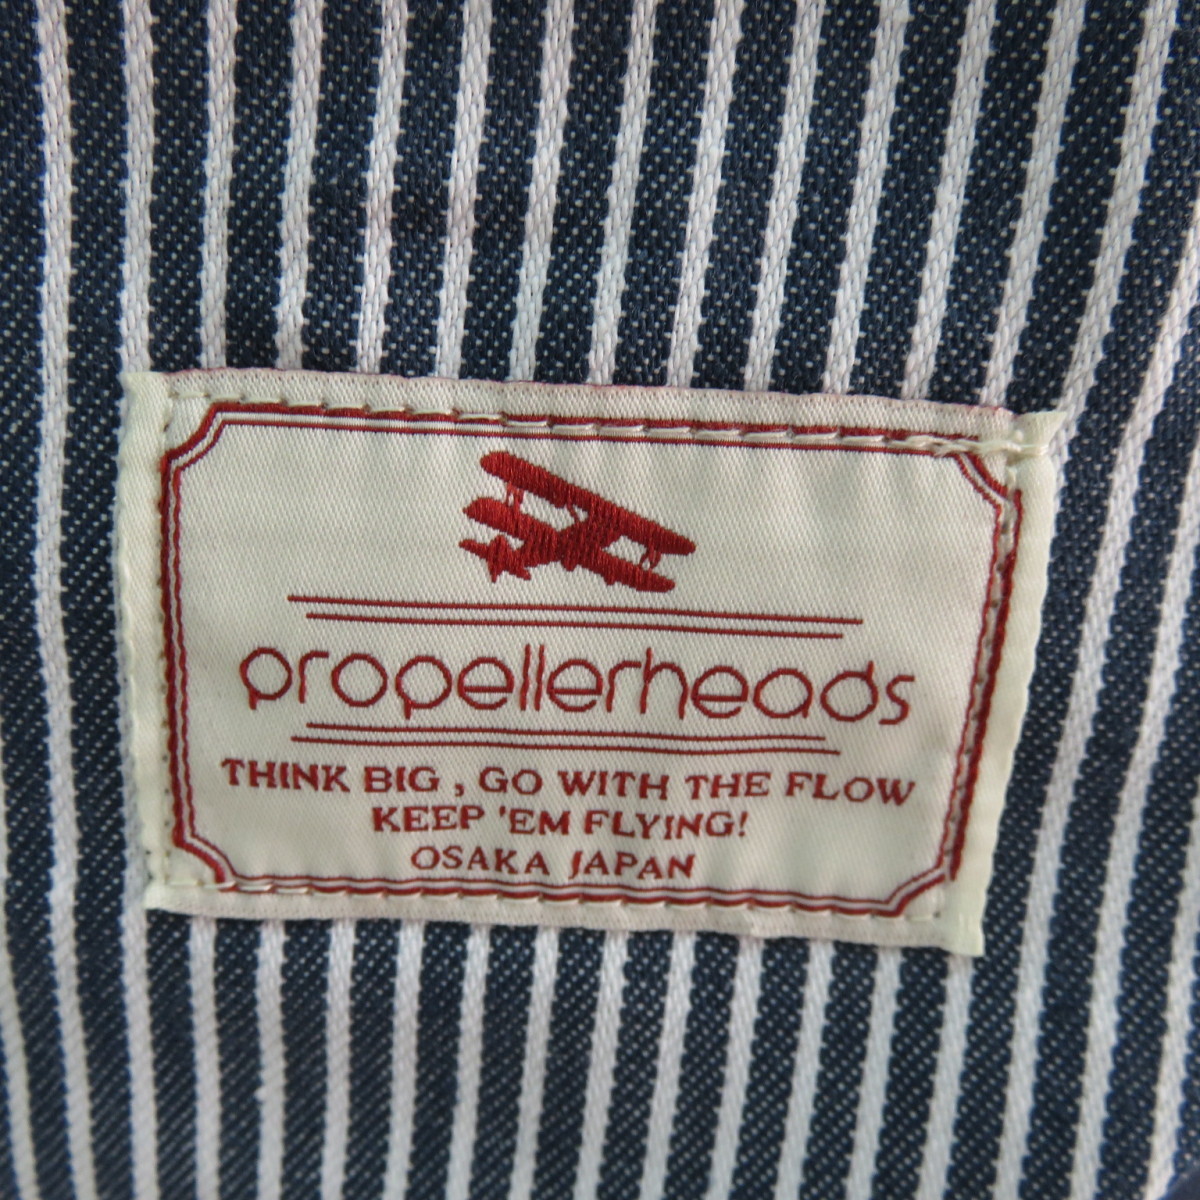 propellerheads
THINK BIG , GO WITH THE FLOW
KEEP 'EM FLYING!
OSAKA JAPAN